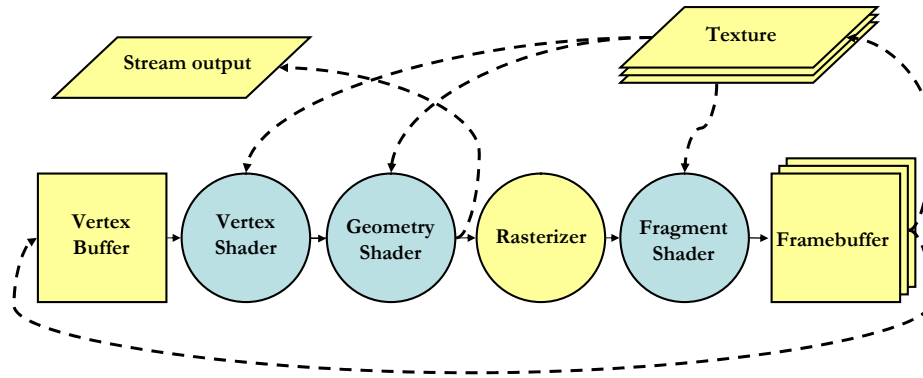 Texture
Stream output
Vertex
Buffer
Vertex
Shader
Geometry
Shader
Rasterizer
Fragment
Shader
Framebuffer